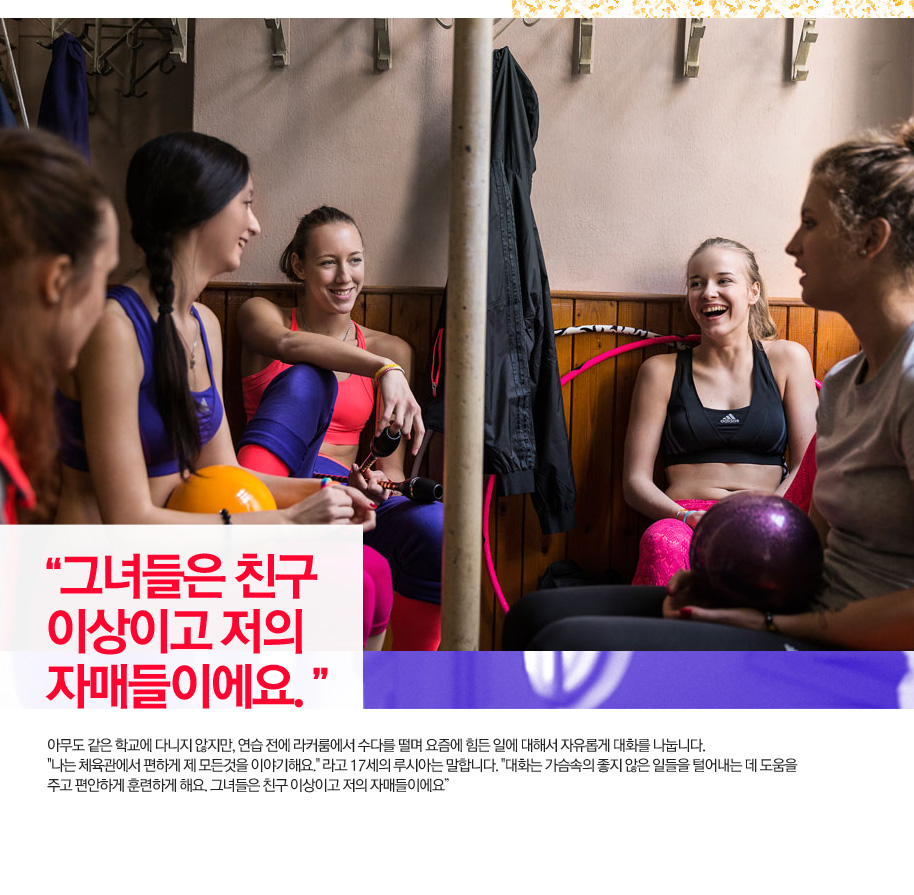 adidas
“그녀들은 친구
이상이고 저의
자매들이에요. ”
아무도 같은 학교에 다니지 않지만, 연습 전에 라커룸에서 수다를 떨며 요즘에 힘든 일에 대해서 자유롭게 대화를 나눕니다.
"나는 체육관에서 편하게 제 모든것을 이야기해요." 라고 17세의 루시아는 말합니다. "대화는 가슴속의 좋지 않은 일들을 털어내는 데 도움을
주고 편안하게 훈련하게 해요. 그녀들은 친구 이상이고 저의 자매들이에요”